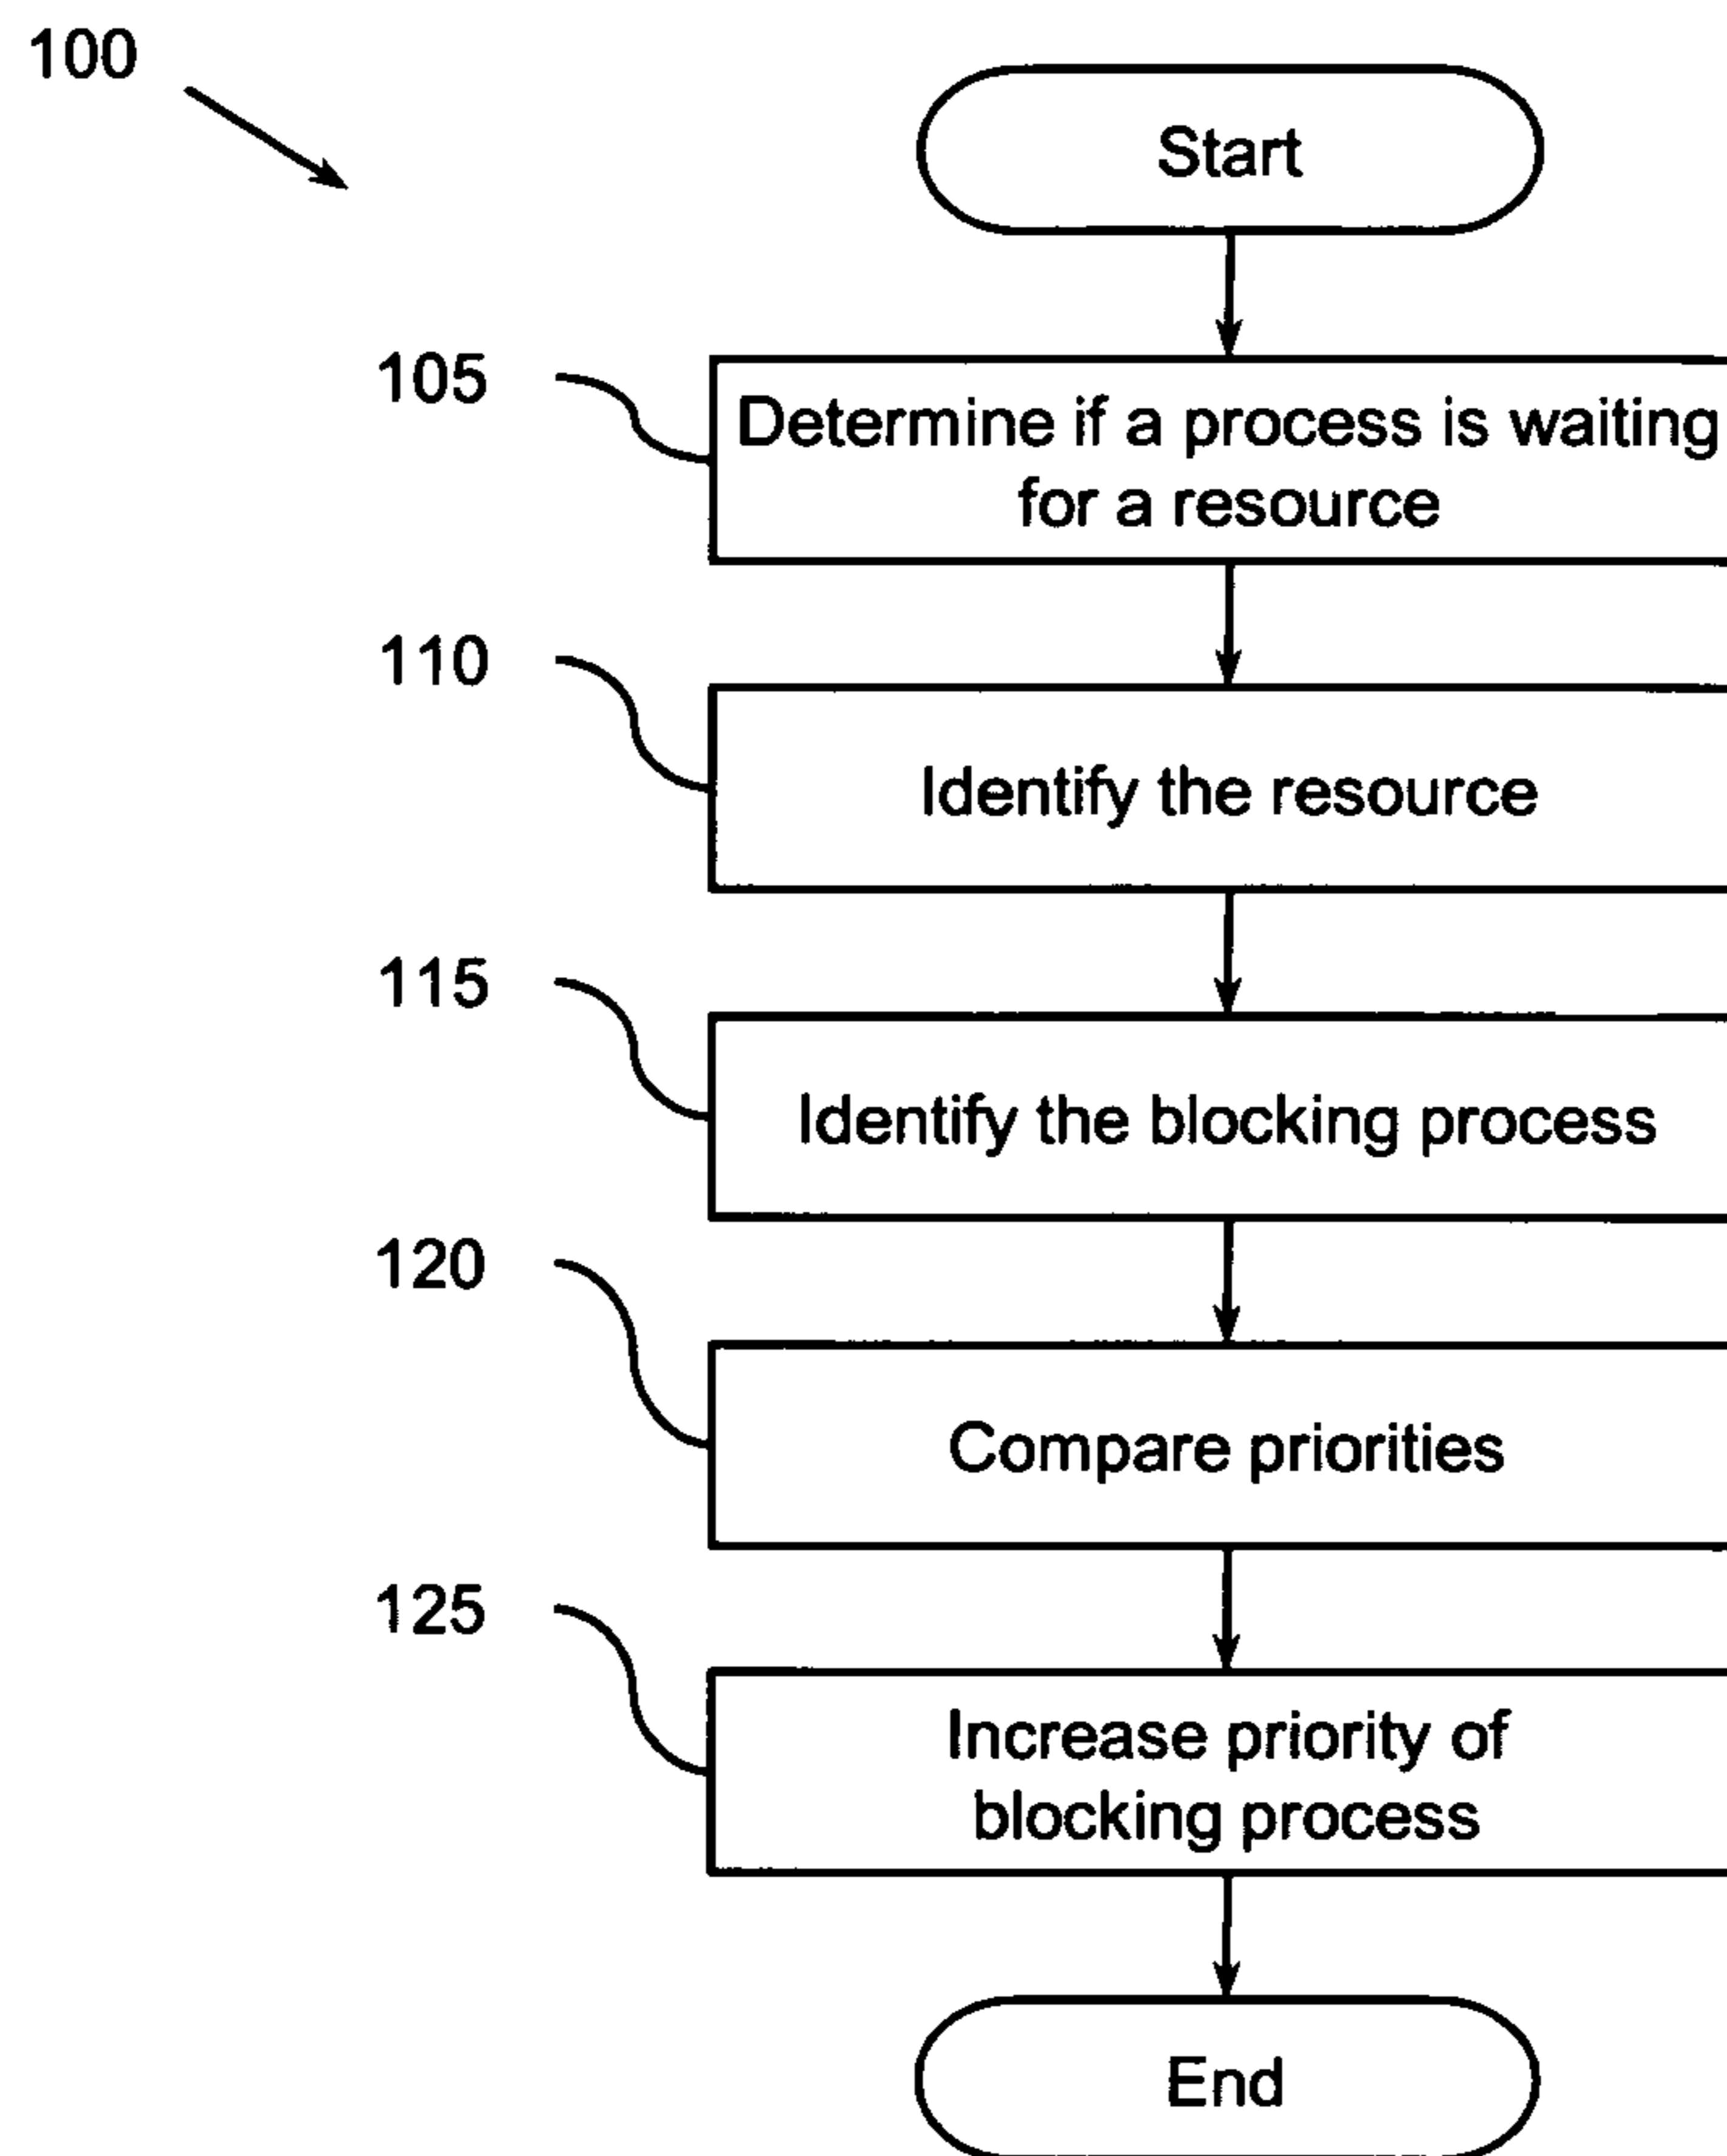 100
Start
105
Determine if a process is waiting
for a resource
110
Identify the resource
115
Identify the blocking process
120
Compare priorities
125
Increase priority of
blocking process
End